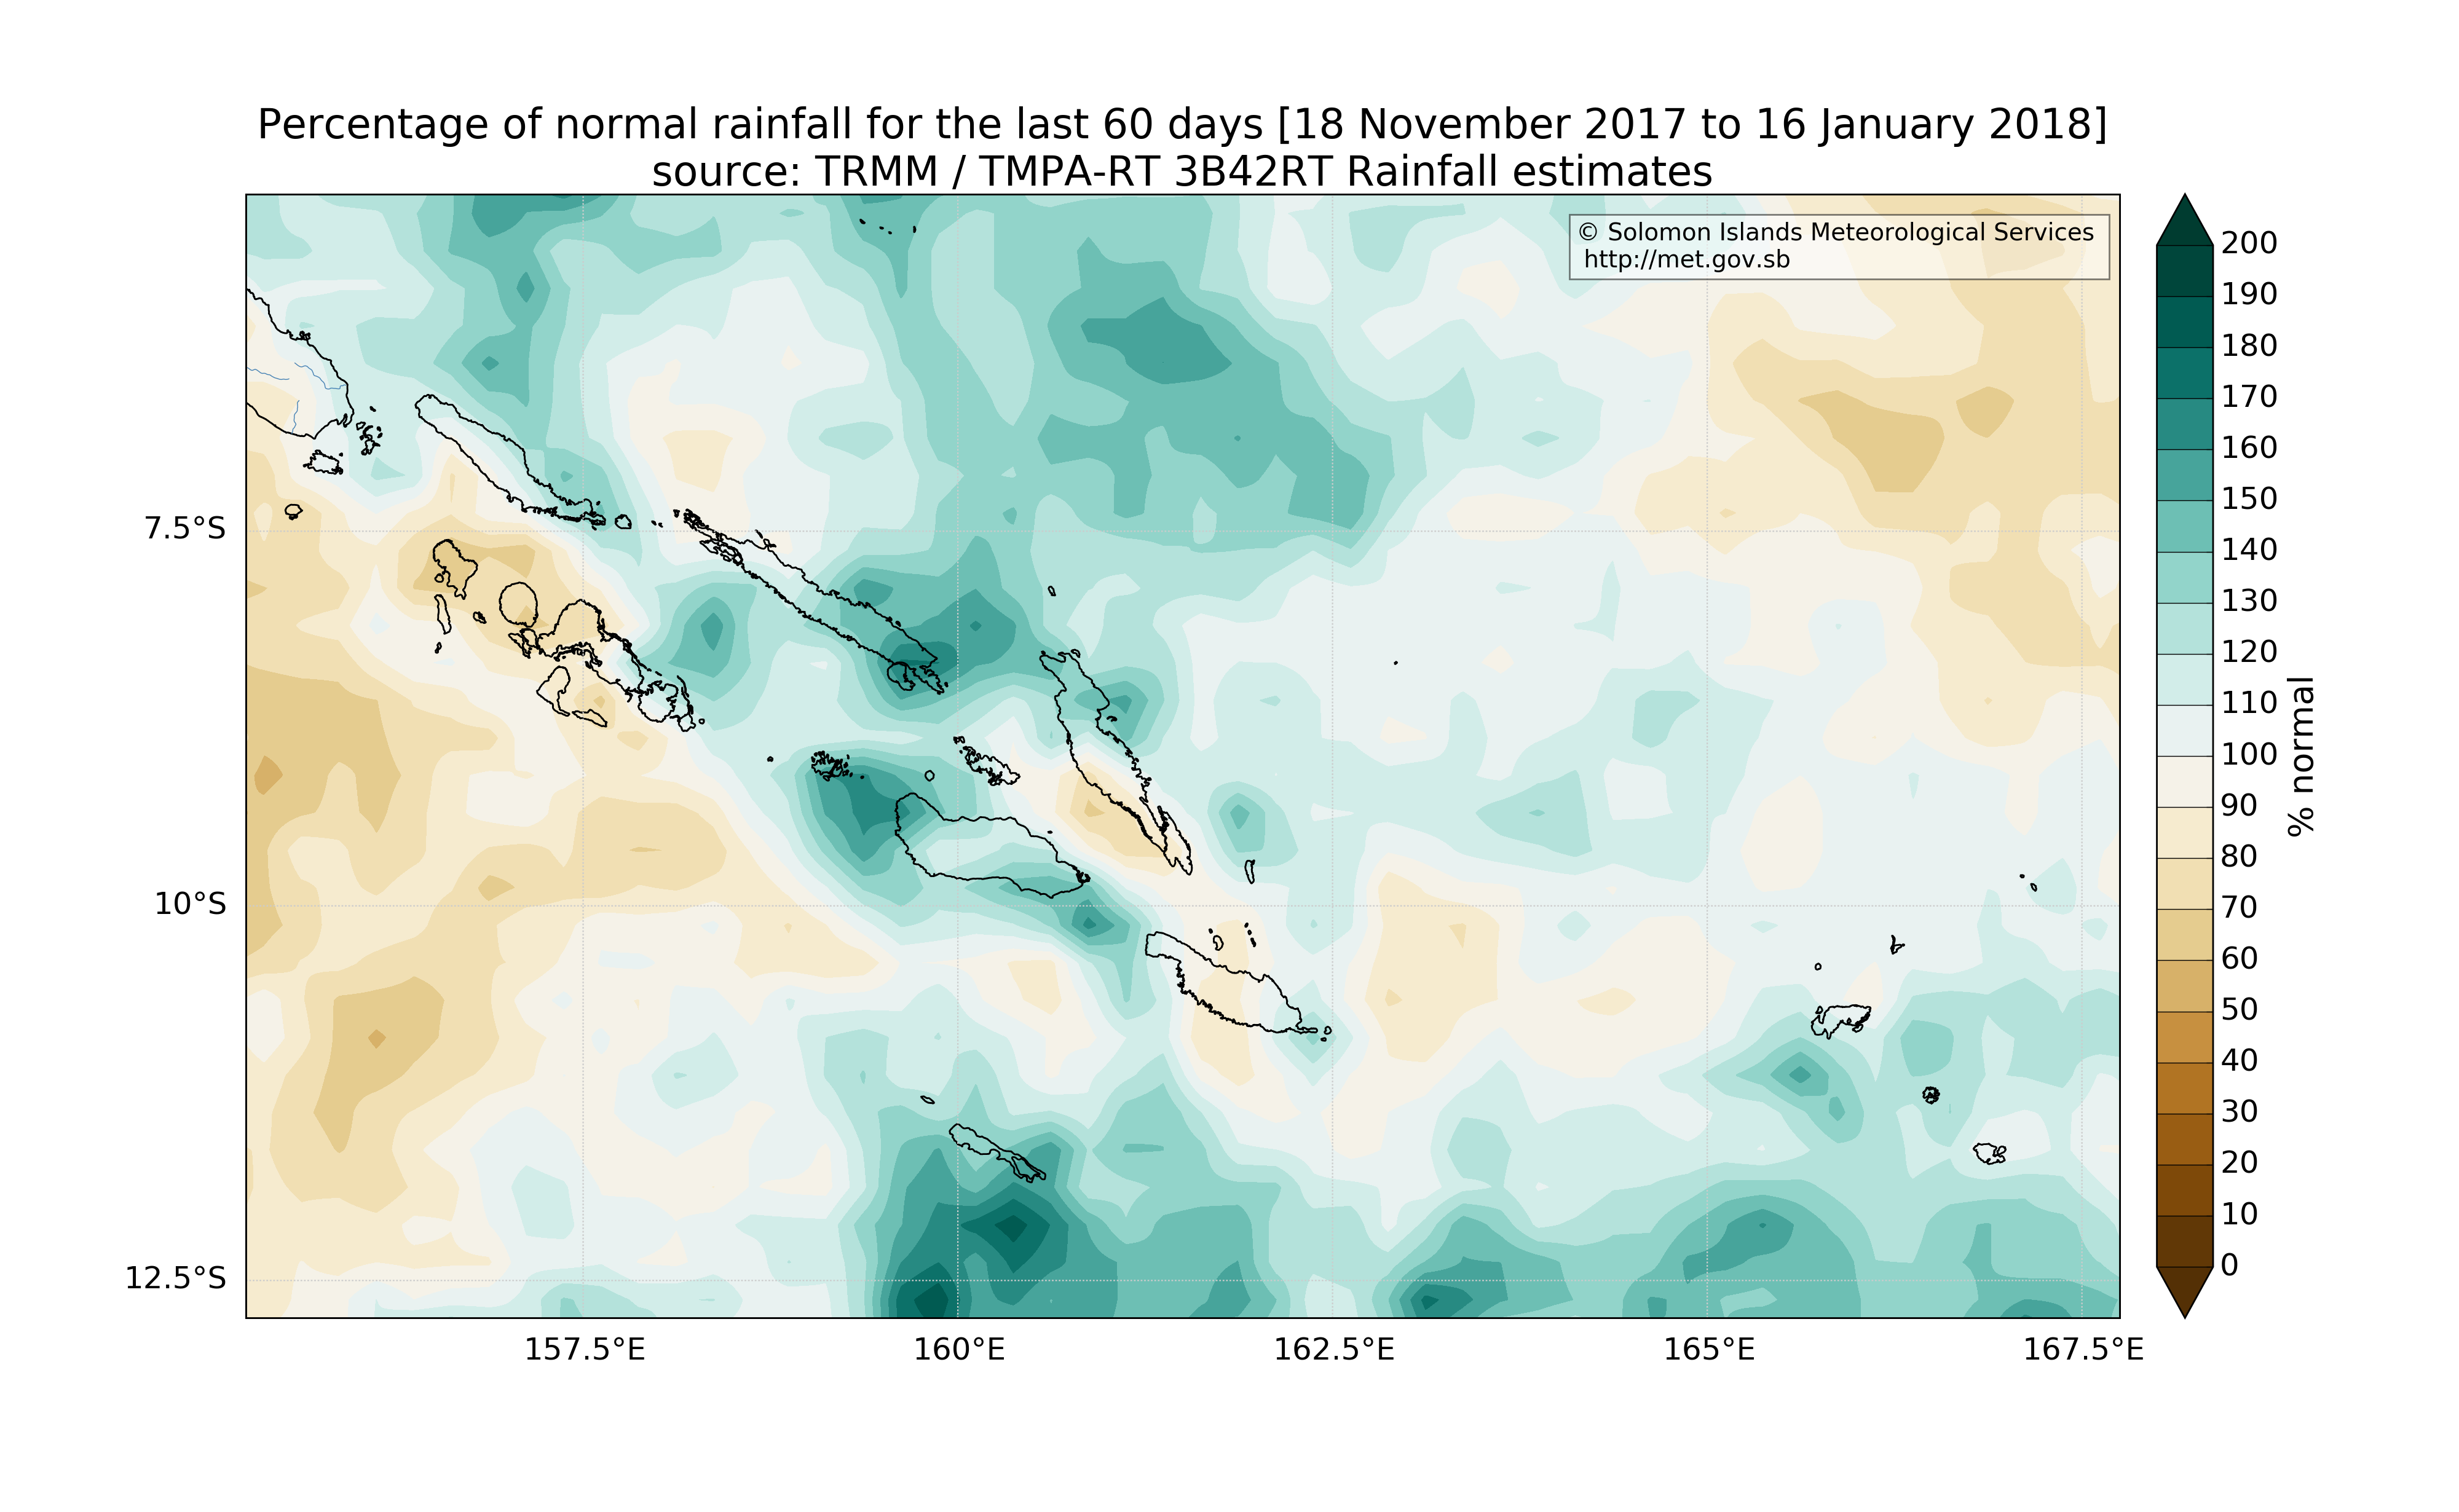 Percentage of normal rainfall for the last 60 days [18 November 2017 to 16 January 2018]
source: TRMM / TMPA-RT 3B42RT Rainfall estimates
© Solomon Islands Meteorological Services
http://met.gov.sb
7.5°S
10°S
12.5°S
157.5°E
160°E
162.5°E
165°E
167.5°E
200
190
180
170
160
150
140
130
120
110
100
90
80
70
60
50
40
30
20
10
0
% normal